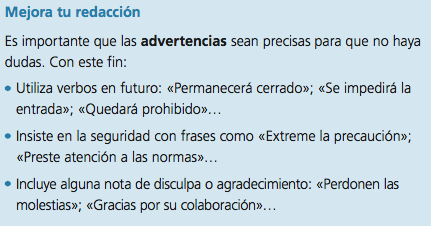 Mejora tu redacción
Es importante que las advertencias sean precisas para que no haya
dudas. Con este fin:
• Utiliza verbos en futuro: «Permanecerá cerrado»; «Se impedirá la
entrada»; «Quedará prohibido»…
• Insiste en la seguridad con frases como «Extreme la precaución»;
«Preste atención a las normas»…
• Incluye alguna nota de disculpa o agradecimiento: «Perdonen las
molestias»; «Gracias por su colaboración»…